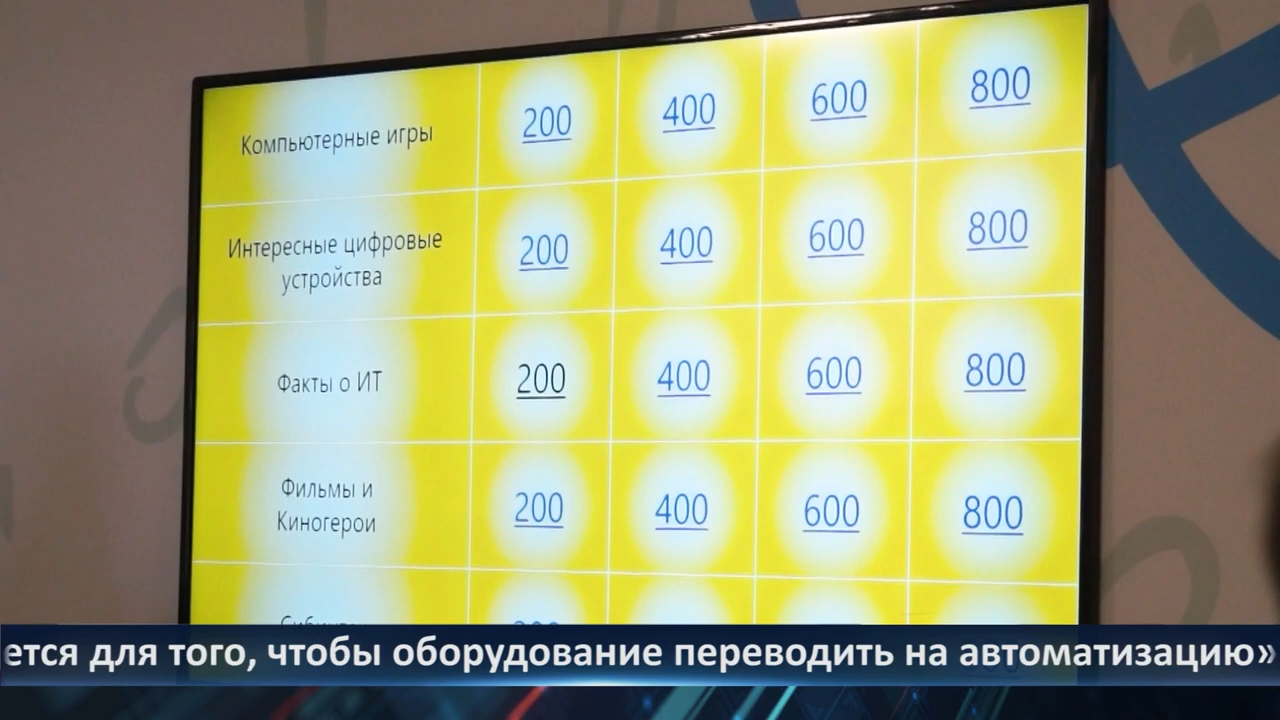 Компьютерные игры 200 400 600 800
Интересные цифровые
устройства
200 400 600 800
Факты о ИТ 200 400 600 800
Фильмы и
Киногерои
200 400 600 800
для того, чтобы оборудование переводить на автоматизацию»